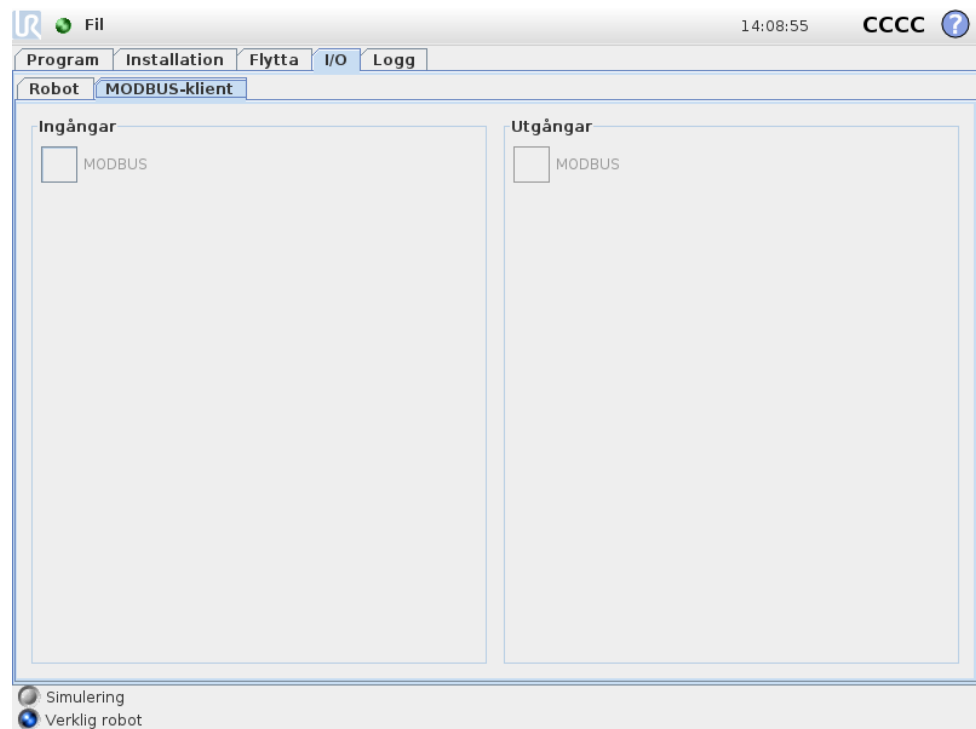 UR Fil 14:08:55 CCCC ?
Program Installation Flytta I/O Logg
Robot MODBUS-klient
Ingångar Utgångar
MODBUS MODBUS
Simulering
Verklig robot